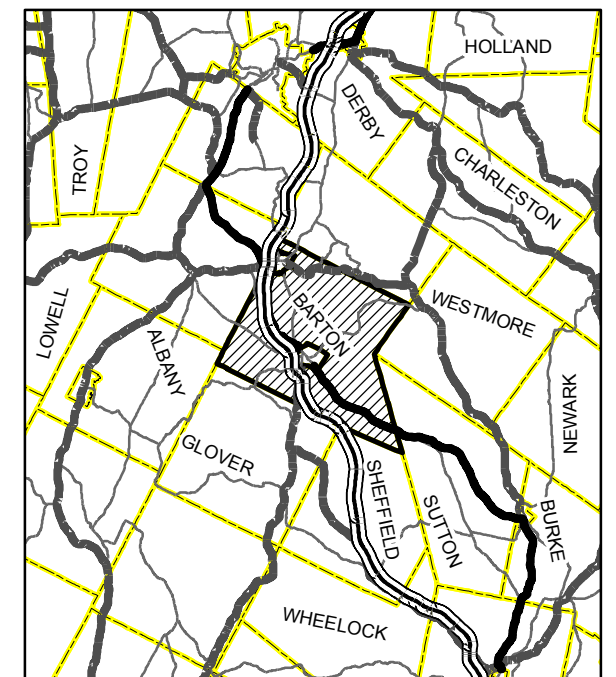 HOLLAND
DERBY
TROY
CHARLESTON
BARTON
WESTMORE
LOWELL
ALBANY
NEWARK
GLOVER
SHEFFIELD
SUTTON
BURKE
WHEELOCK